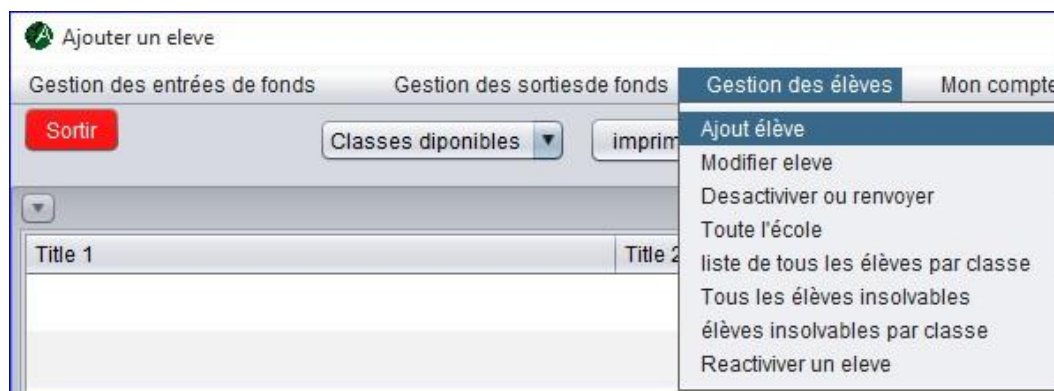 Ajouter un eleve
Gestion des entrées de fonds Gestion des sortiesde fonds Gestion des élèves Mon compte
Sortir Classes diponibles imprim Ajout élève
Modifier eleve
Desactiviver ou renvoyer
Toute l'école
Title 1 Title 2 liste de tous les élèves par classe
Tous les élèves insolvables
élèves insolvables par classe
Reactiviver un eleve